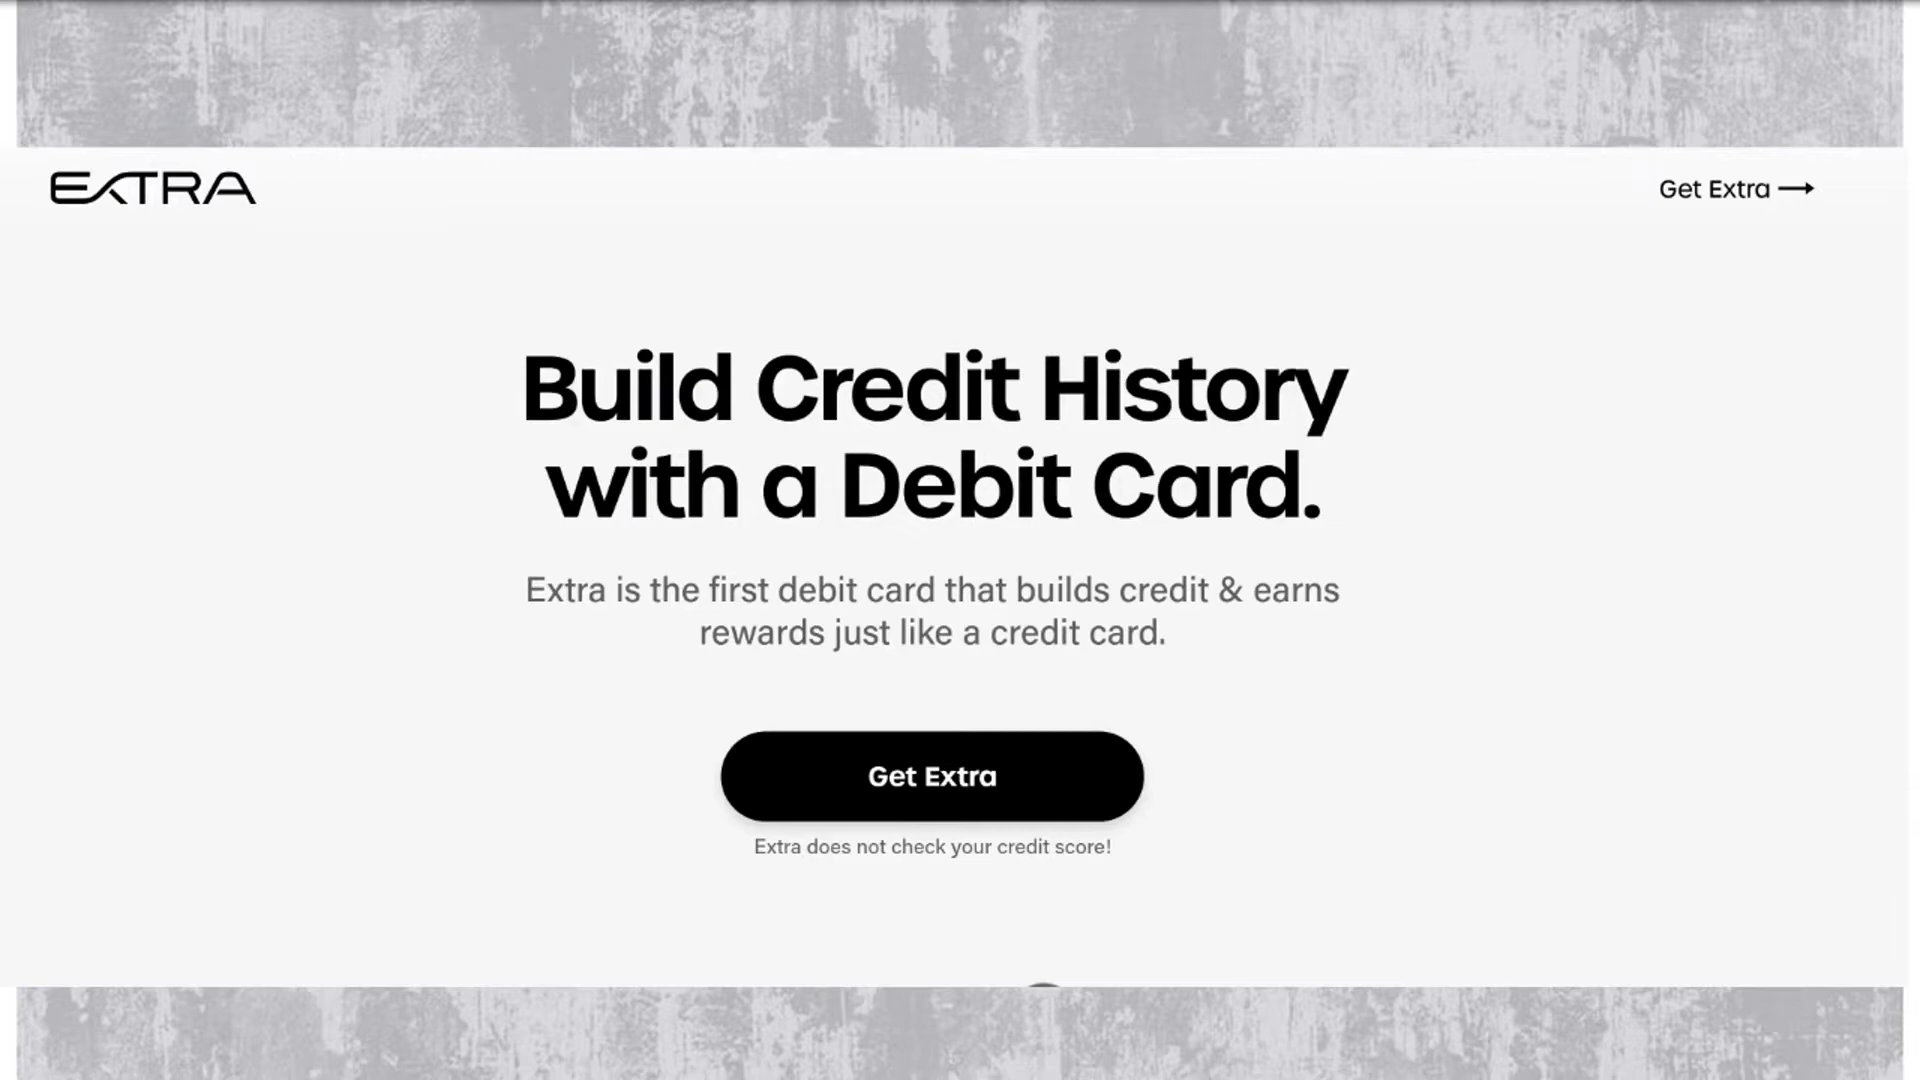 EXTRA
Get Extra
Build Credit History
with a Debit Card.
Extra is the first debit card that builds credit & earns
rewards just like a credit card.
Get Extra
Extra does not check your credit score!